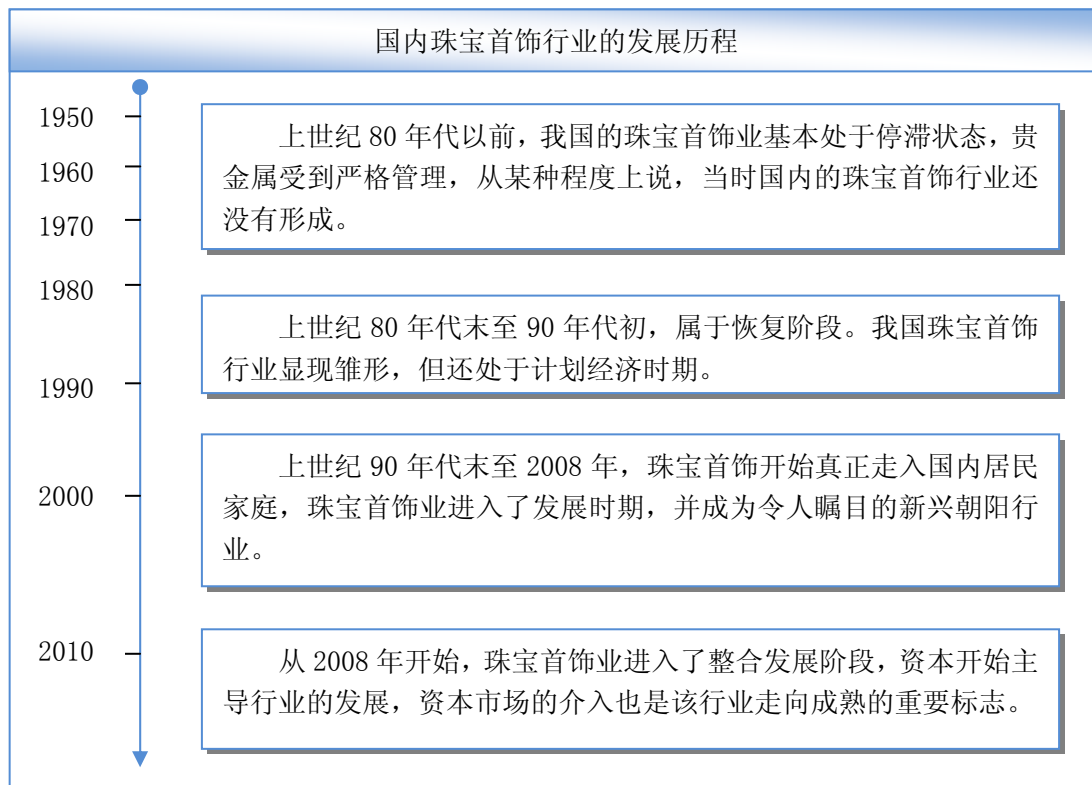 国内珠宝首饰行业的发展历程
1950
上世纪 80 年代以前，我国的珠宝首饰业基本处于停滞状态，贵
金属受到严格管理，从某种程度上说，当时国内的珠宝首饰行业还
没有形成。
1960
1970
1980
上世纪 80 年代末至 90 年代初，属于恢复阶段。我国珠宝首饰
行业显现雏形，但还处于计划经济时期。
1990
上世纪 90 年代末至 2008 年，珠宝首饰开始真正走入国内居民
家庭，珠宝首饰业进入了发展时期，并成为令人瞩目的新兴朝阳行
业。
2000
2010
从 2008 年开始，珠宝首饰业进入了整合发展阶段，资本开始主
导行业的发展，资本市场的介入也是该行业走向成熟的重要标志。